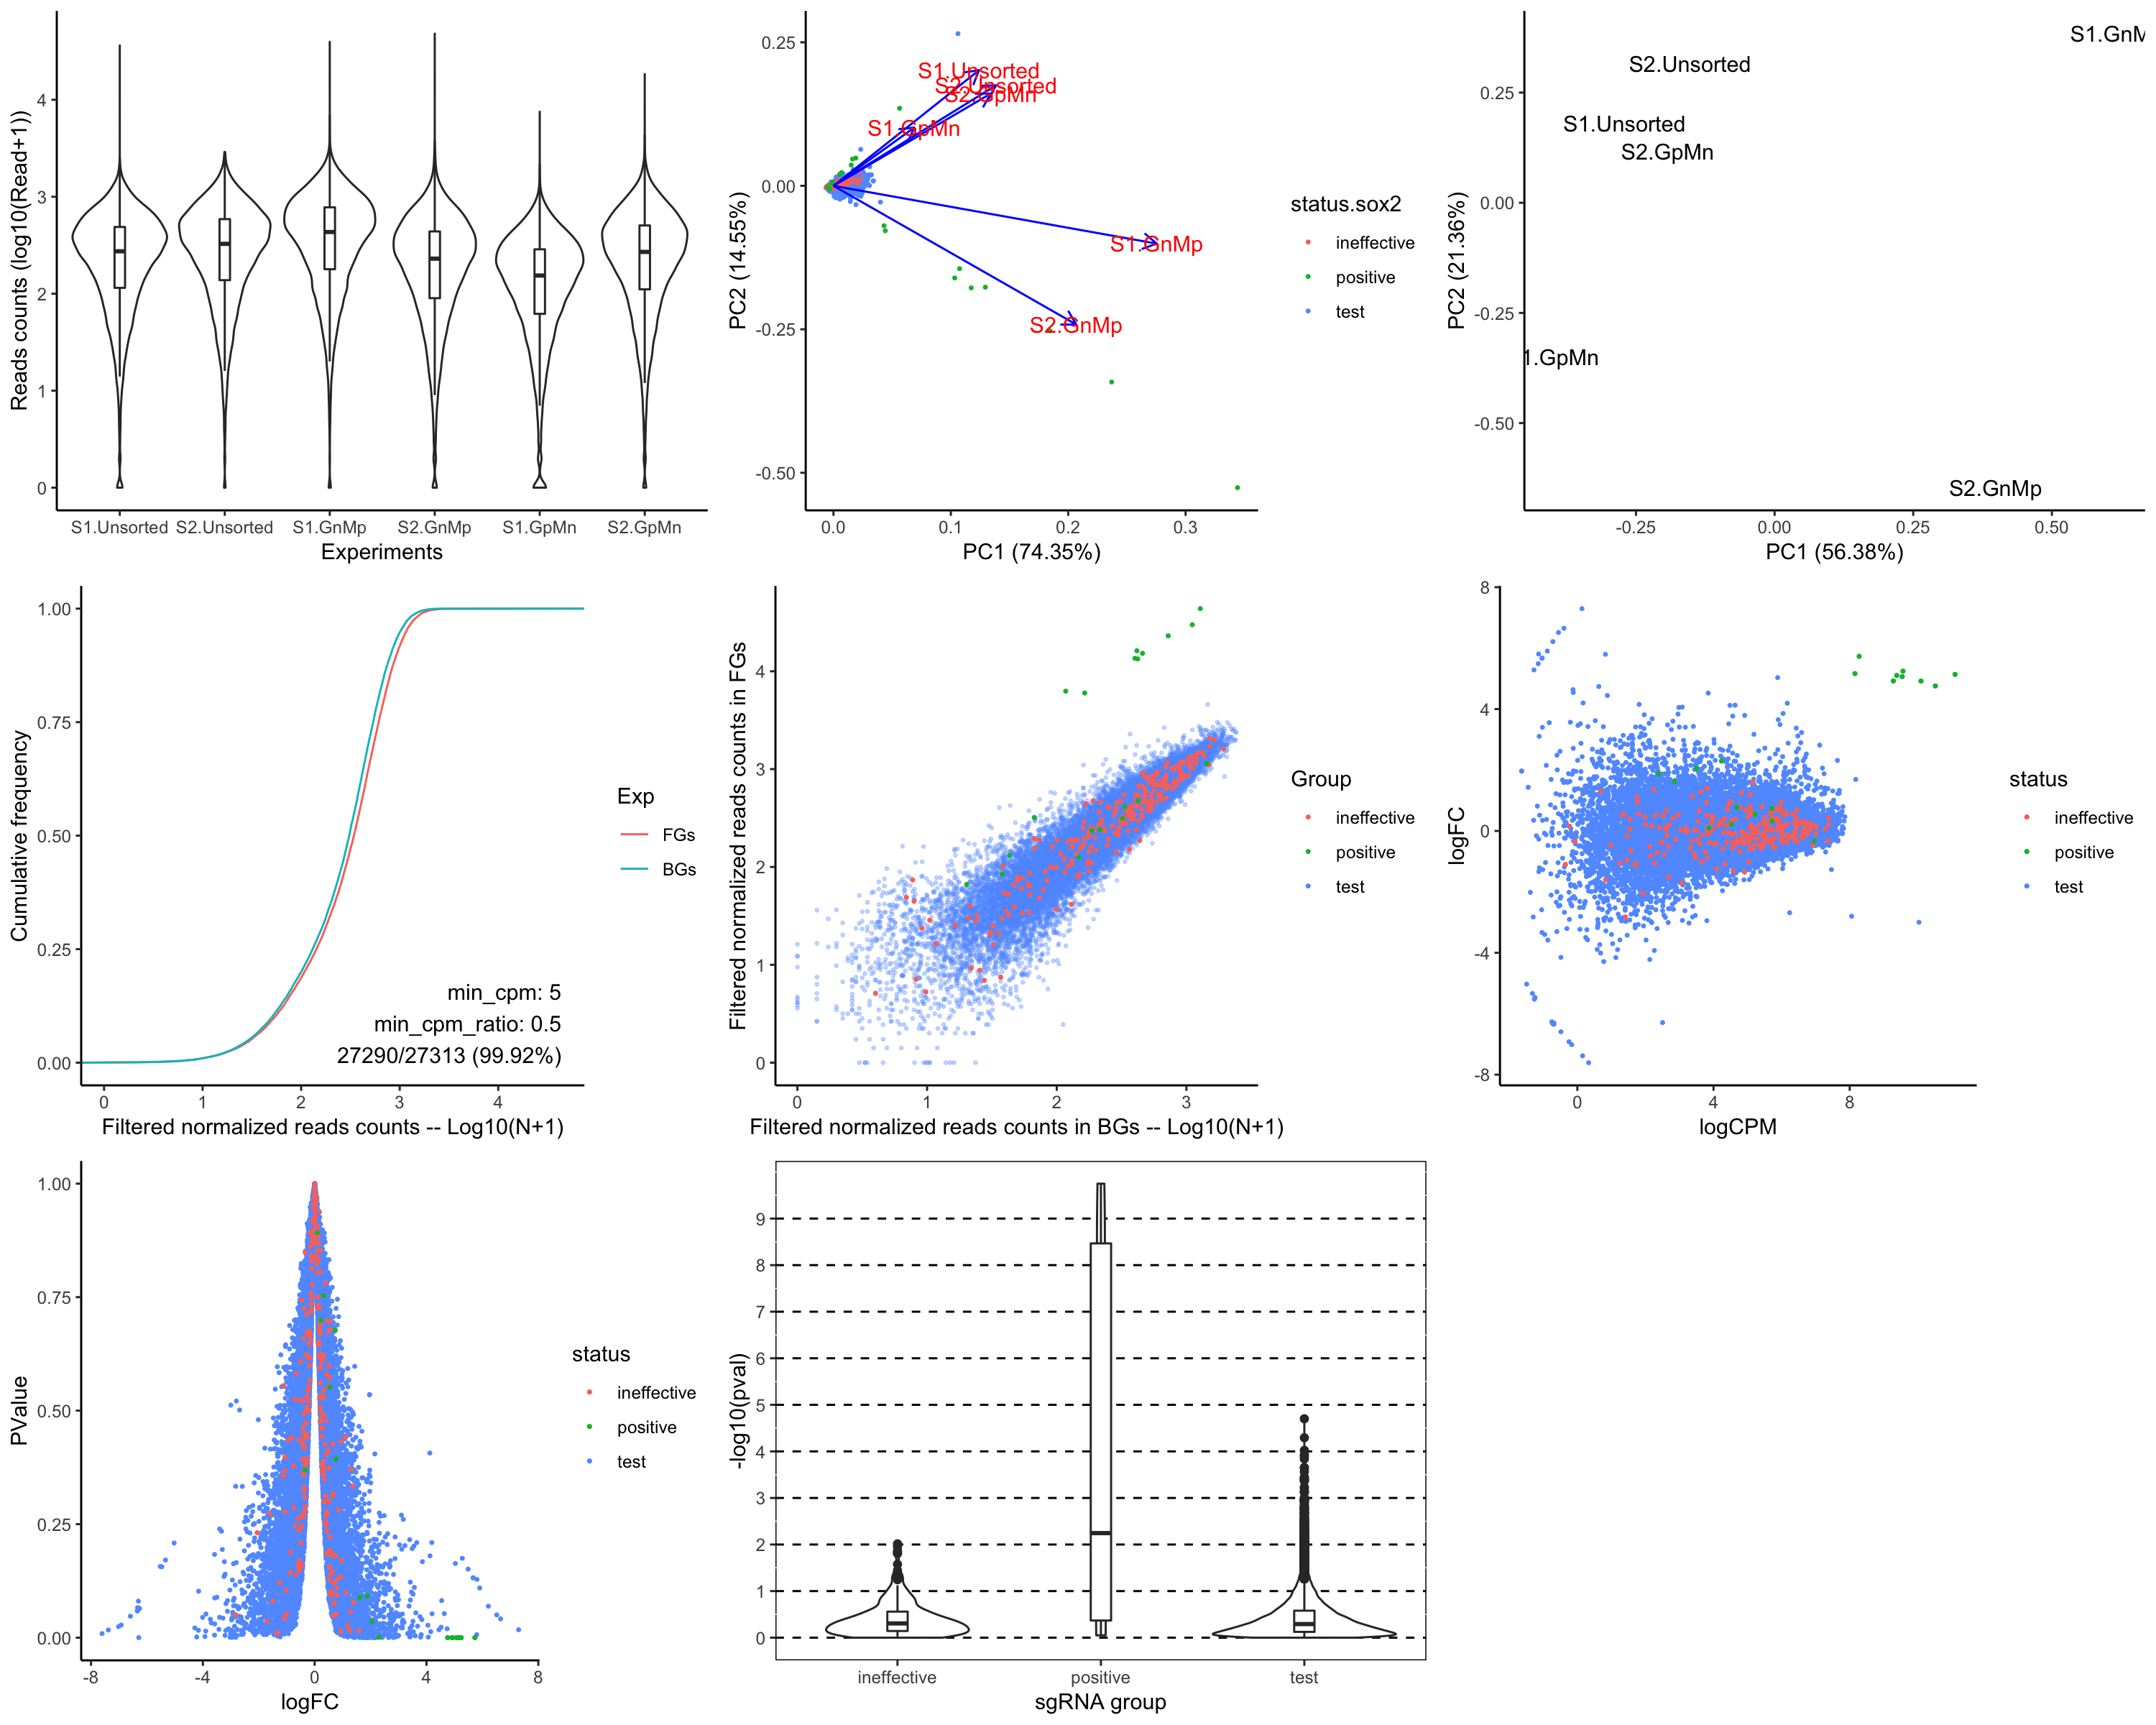 Reads counts (log10(Read+1))
4
3
2
1
0
S1.Unsorted S2.Unsorted S1.GnMp S2.GnMp S1.GpMn S2.GpMn
Experiments
PC2 (14.55%)
0.25
0.00
-0.25
-0.50
S1.Unsorted
S2.Unsorted
S2.GpMn
S1.GpMn
S1.GnMp
S2.GnMp
0.0 0.1 0.2 0.3
PC1 (74.35%)
status.sox2
ineffective
positive
test
PC2 (21.36%)
0.25
0.00
-0.25
-0.50
S1.GnM
S2.Unsorted
S1.Unsorted
S2.GpMn
1.GpMn
S2.GnMp
-0.25 0.00 0.25 0.50
PC1 (56.38%)
Cumulative frequency
1.00
0.75
0.50
0.25
0.00
min_cpm: 5
min_cpm_ratio: 0.5
27290/27313 (99.92%)
0 1 2 3 4
Filtered normalized reads counts -- Log10(N+1)
Exp
FGs
BGs
Filtered normalized reads counts in FGs
4
3
2
1
0
0 1 2 3
Filtered normalized reads counts in BGs -- Log10(N+1)
Group
ineffective
positive
test
logFC
8
4
0
-4
-8
0 4 8
logCPM
status
ineffective
positive
test
PValue
1.00
0.75
0.50
0.25
0.00
-8 -4 0 4 8
logFC
status
ineffective
positive
test
-log10(pval)
9
8
7
6
5
4
3
2
1
0
ineffective positive test
sgRNA group